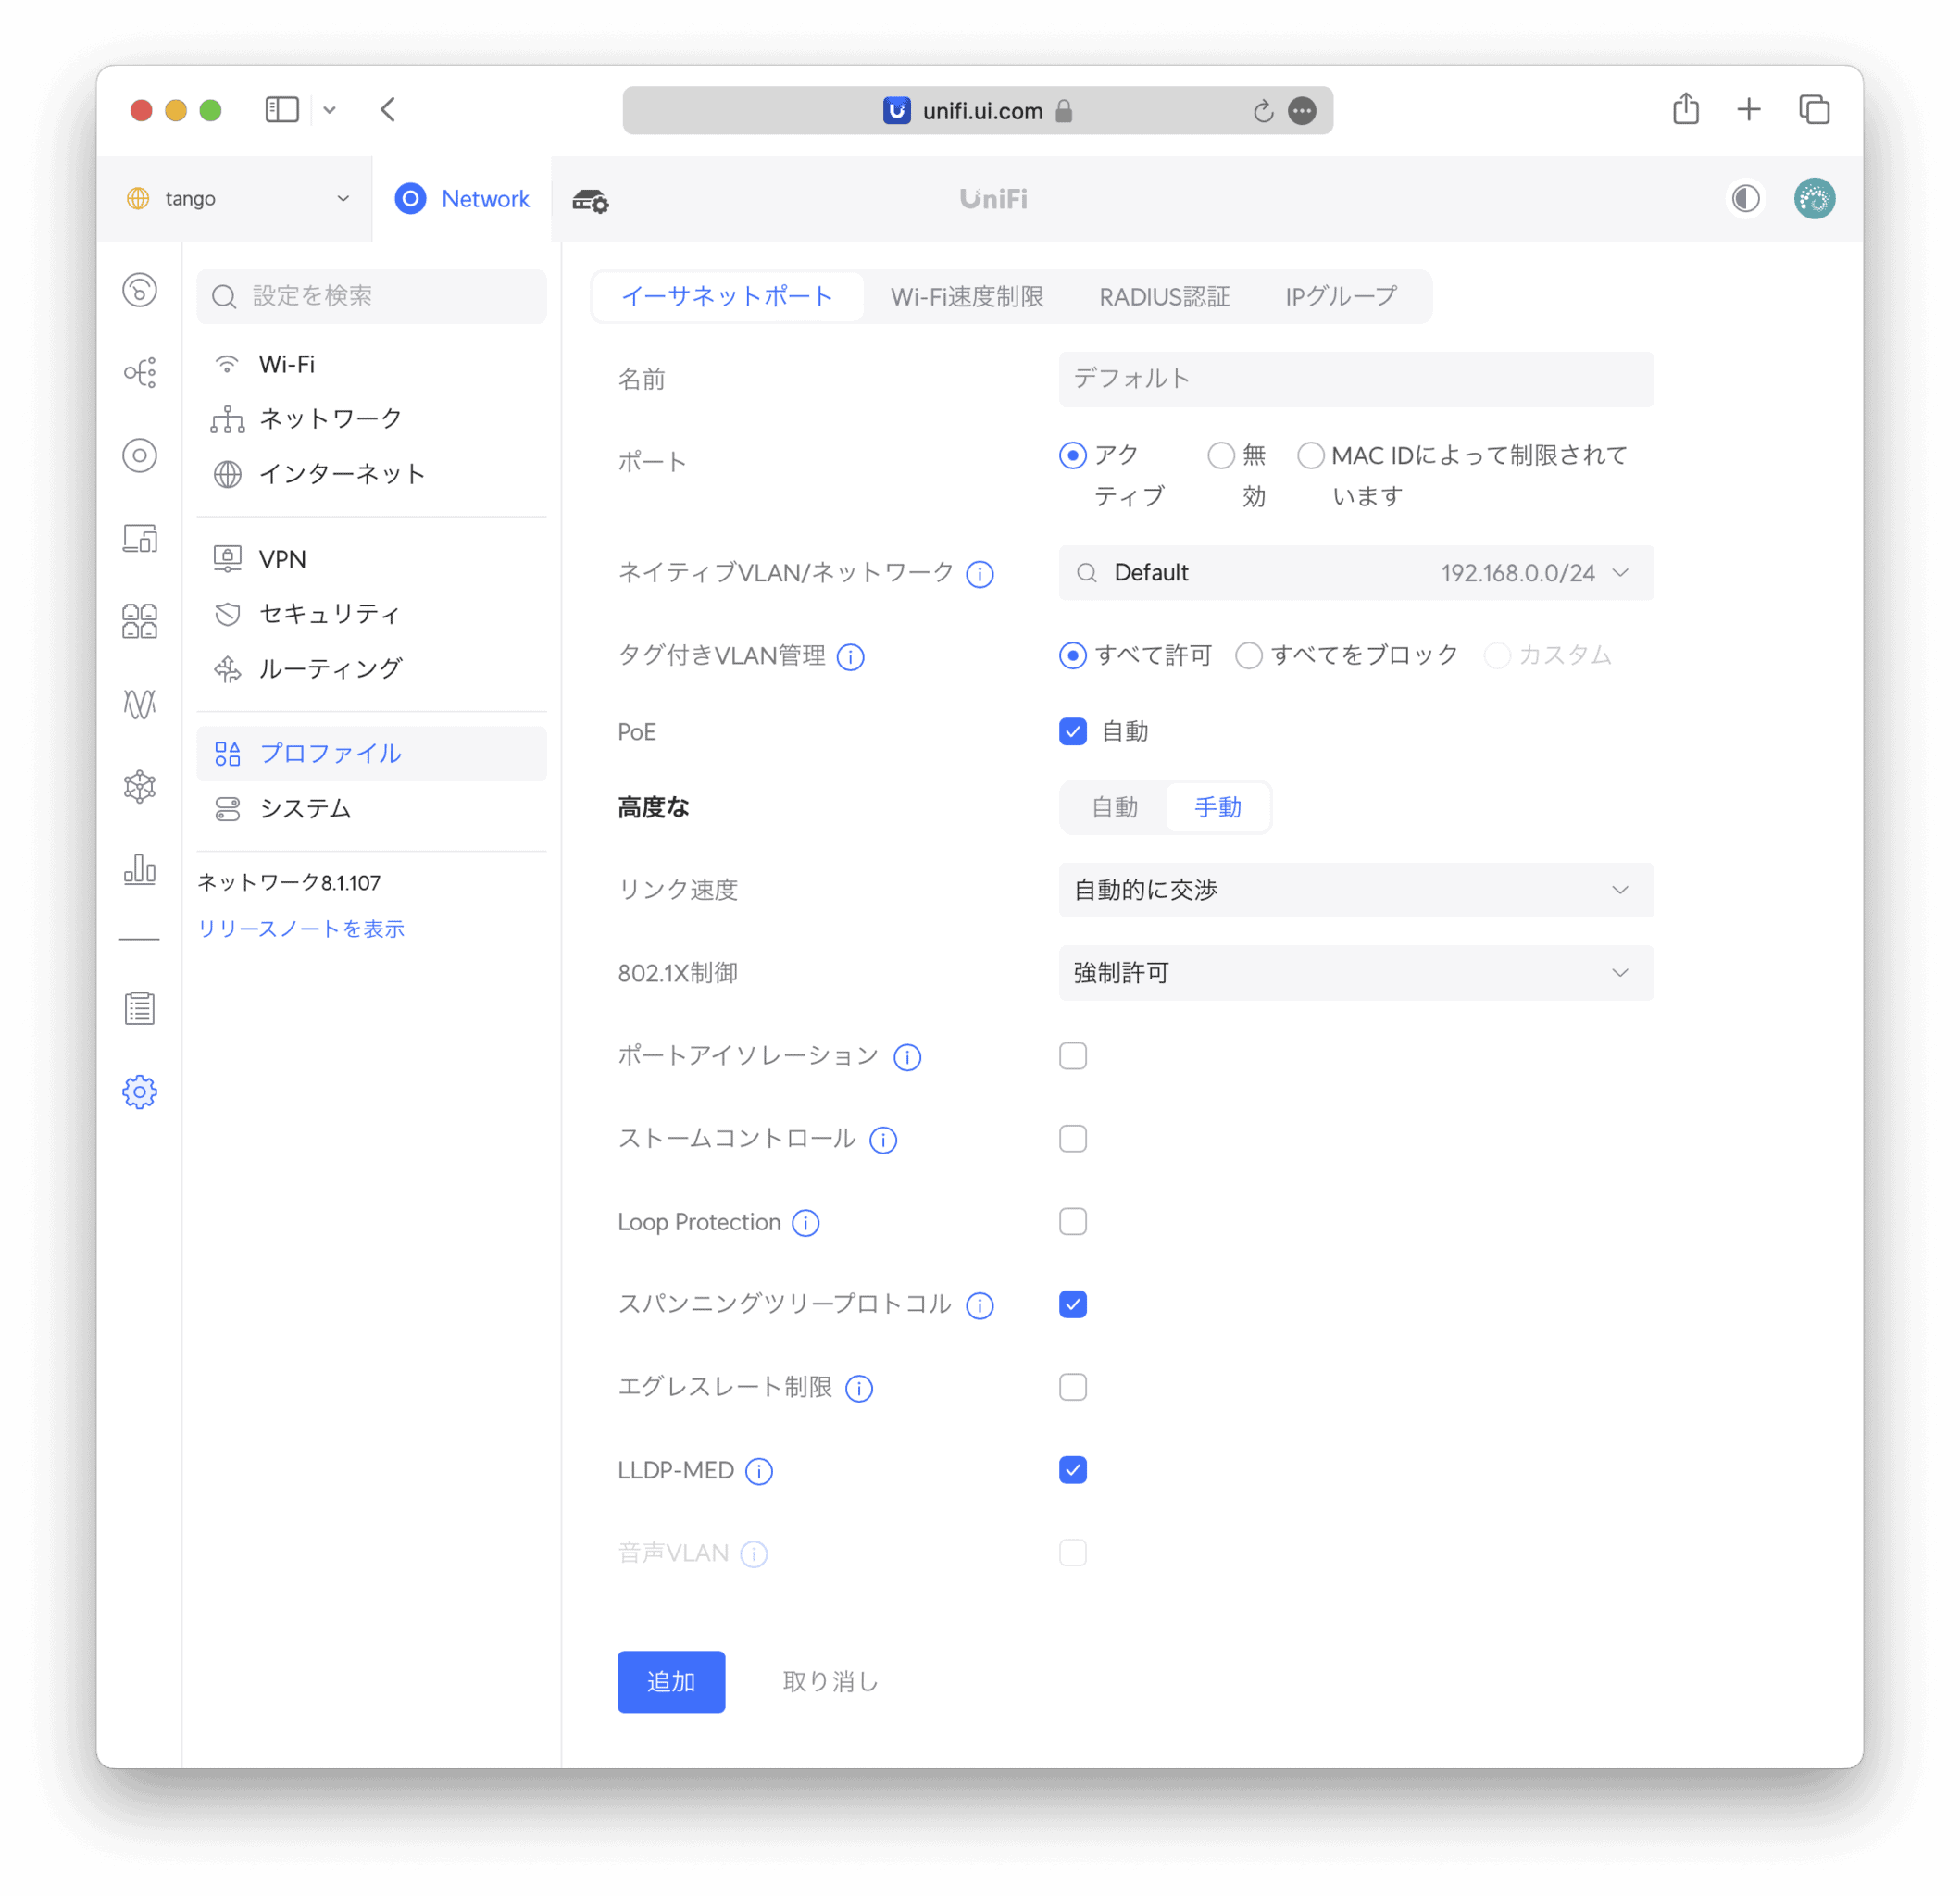 unifi.ui.com
tango
Network
UniFi
設定を検索
Wi-Fi
ネットワーク
インターネット
VPN
セキュリティ
ルーティング
プロファイル
システム
ネットワーク8.1.107
リリースノートを表示
イーサネットポート
Wi-Fi速度制限
RADIUS認証
IPグループ
名前
デフォルト
ポート
アク
ティブ
無
効
MAC IDによって制限されて
います
ネイティブVLAN/ネットワーク
Default
192.168.0.0/24
タグ付きVLAN管理
すべて許可
すべてをブロック
カスタム
PoE
自動
高度な
自動
手動
リンク速度
自動的に交渉
802.1X制御
強制許可
ポートアイソレーション
ストームコントロール
Loop Protection
スパンニングツリープロトコル
エグレスレート制限
LLDP-MED
音声VLAN
追加
取り消し